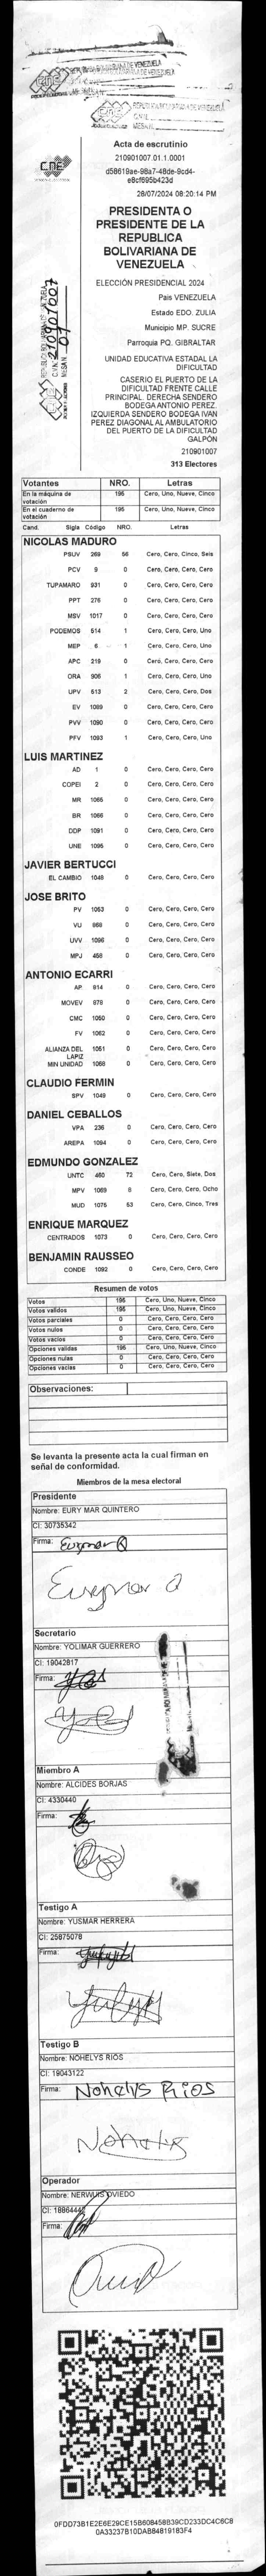 CNE
REPÚBLICA BOLIVARIANA DE VENEZUELA
Acta de escrutinio
210901007.01.1.0001
d58619ae-98a7-48de-9cd4-
e8cf695b423d
28/07/2024 08:20:14 PM
PRESIDENTA O
PRESIDENTE DE LA
REPUBLICA
BOLIVARIANA DE
VENEZUELA
ELECCIÓN PRESIDENCIAL 2024
Pais VENEZUELA
Estado EDO. ZULIA
Municipio MP. SUCRE
Parroquia PQ. GIBRALTAR
UNIDAD EDUCATIVA ESTADAL LA
DIFICULTAD
CASERIO EL PUERTO DE LA
DIFICULTAD FRENTE CALLE
PRINCIPAL. DERECHA SENDERO
BODEGA ANTONIO PEREZ.
IZQUIERDA SENDERO BODEGA IVAN
PEREZ DIAGONAL AL AMBULATORIO
DEL PUERTO DE LA DIFICULTAD
GALPÓN
210901007
313 Electores
Votantes NRO. Letras
En la máquina de votación 195 Cero, Uno, Nueve, Cinco
En el cuaderno de votación 195 Cero, Uno, Nueve, Cinco
Cand. Sigla Código NRO. Letras
NICOLAS MADURO
PSUV 269 56 Cero, Cero, Cinco, Seis
PCV 9 0 Cero, Cero, Cero, Cero
TUPAMARO 931 0 Cero, Cero, Cero, Cero
PPT 276 0 Cero, Cero, Cero, Cero
MSV 1017 0 Cero, Cero, Cero, Cero
PODEMOS 514 1 Cero, Cero, Cero, Uno
MEP 6 1 Cero, Cero, Cero, Uno
APC 219 0 Cero, Cero, Cero, Cero
ORA 906 1 Cero, Cero, Cero, Uno
UPV 513 2 Cero, Cero, Cero, Dos
EV 1089 0 Cero, Cero, Cero, Cero
PVV 1090 0 Cero, Cero, Cero, Cero
PFV 1093 1 Cero, Cero, Cero, Uno
LUIS MARTINEZ
AD 1 0 Cero, Cero, Cero, Cero
COPEI 2 0 Cero, Cero, Cero, Cero
MR 1065 0 Cero, Cero, Cero, Cero
BR 1066 0 Cero, Cero, Cero, Cero
DDP 1091 0 Cero, Cero, Cero, Cero
UNE 1095 0 Cero, Cero, Cero, Cero
JAVIER BERTUCCI
EL CAMBIO 1048 0 Cero, Cero, Cero, Cero
JOSE BRITO
PV 1053 0 Cero, Cero, Cero, Cero
VU 868 0 Cero, Cero, Cero, Cero
UVV 1096 0 Cero, Cero, Cero, Cero
MPJ 458 0 Cero, Cero, Cero, Cero
ANTONIO ECARRI
AP 814 0 Cero, Cero, Cero, Cero
MOVEV 878 0 Cero, Cero, Cero, Cero
CMC 1050 0 Cero, Cero, Cero, Cero
FV 1062 0 Cero, Cero, Cero, Cero
ALIANZA DEL LAPIZ 1051 0 Cero, Cero, Cero, Cero
MIN UNIDAD 1068 0 Cero, Cero, Cero, Cero
CLAUDIO FERMIN
SPV 1049 0 Cero, Cero, Cero, Cero
DANIEL CEBALLOS
VPA 236 0 Cero, Cero, Cero, Cero
AREPA 1094 0 Cero, Cero, Cero, Cero
EDMUNDO GONZALEZ
UNTC 460 72 Cero, Cero, Siete, Dos
MPV 1069 8 Cero, Cero, Cero, Ocho
MUD 1075 53 Cero, Cero, Cinco, Tres
ENRIQUE MARQUEZ
CENTRADOS 1073 0 Cero, Cero, Cero, Cero
BENJAMIN RAUSSEO
CONDE 1092 0 Cero, Cero, Cero, Cero
Resumen de votos
Votos 195 Cero, Uno, Nueve, Cinco
Votos validos 195 Cero, Uno, Nueve, Cinco
Votos parciales 0 Cero, Cero, Cero, Cero
Votos nulos 0 Cero, Cero, Cero, Cero
Votos vacios 0 Cero, Cero, Cero, Cero
Opciones validas 195 Cero, Uno, Nueve, Cinco
Opciones nulas 0 Cero, Cero, Cero, Cero
Opciones vacias 0 Cero, Cero, Cero, Cero
Observaciones:
Se levanta la presente acta la cual firman en
señal de conformidad.
Miembros de la mesa electoral
Presidente
Nombre: EURY MAR QUINTERO
CI: 30735342
Firma: Eurymar Q
Eurymar Q
Secretario
Nombre: YOLIMAR GUERRERO
CI: 19042817
Firma:
Miembro A
Nombre: ALCIDES BORJAS
CI: 4330440
Firma:
Testigo A
Nombre: YUSMAR HERRERA
CI: 25875078
Firma:
Testigo B
Nombre: NOHELYS RIOS
CI: 19043122
Firma: Nohelys Rios
Nohelys
Operador
Nombre: NERWUIS OVIEDO
CI: 18864442
Firma:
0FDD73B1E2E6E29CE15B608458B39CD233DC4C6C8
0A33237B10DAB84819183F4